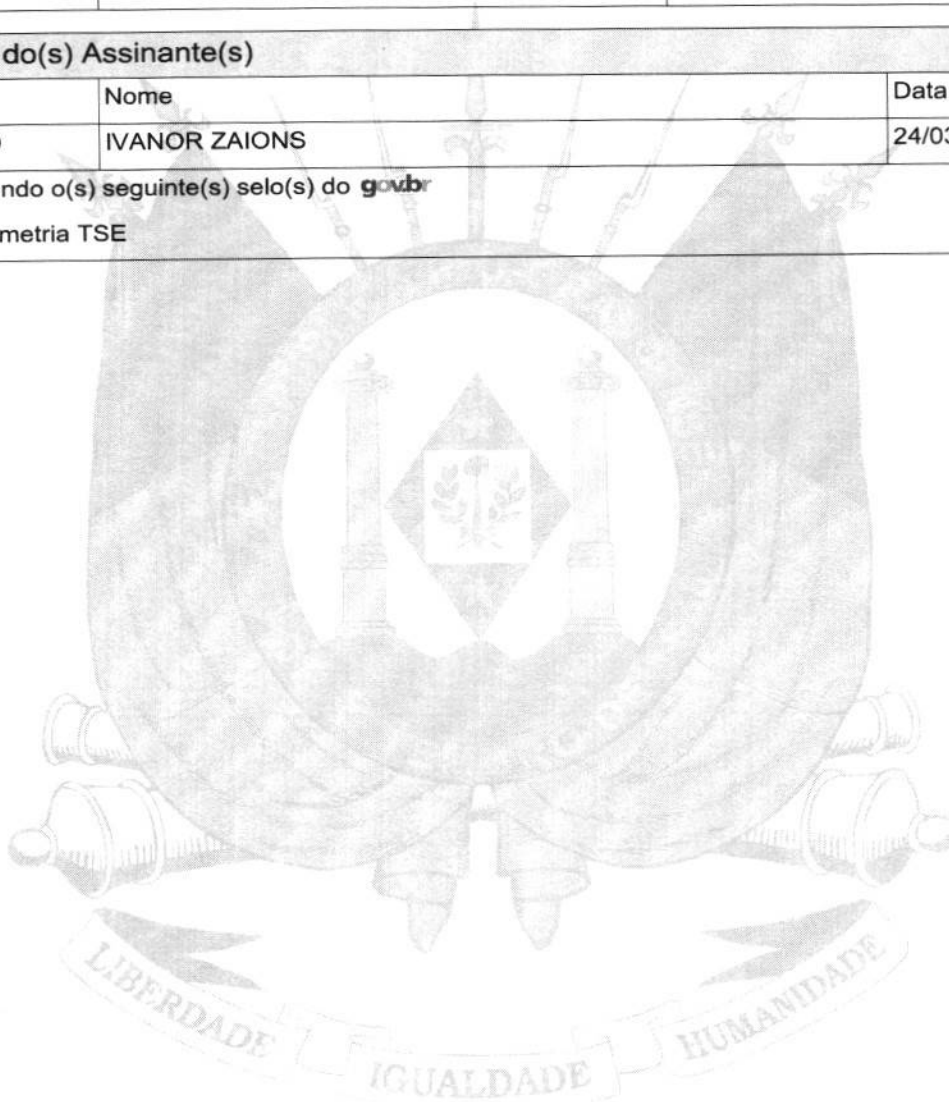 do(s) Assinante(s)
Nome Data
IVANOR ZAIONS 24/03
ndo o(s) seguinte(s) selo(s) do gov.br
metria TSE
LIBERDADE IGUALDADE HUMANIDADE